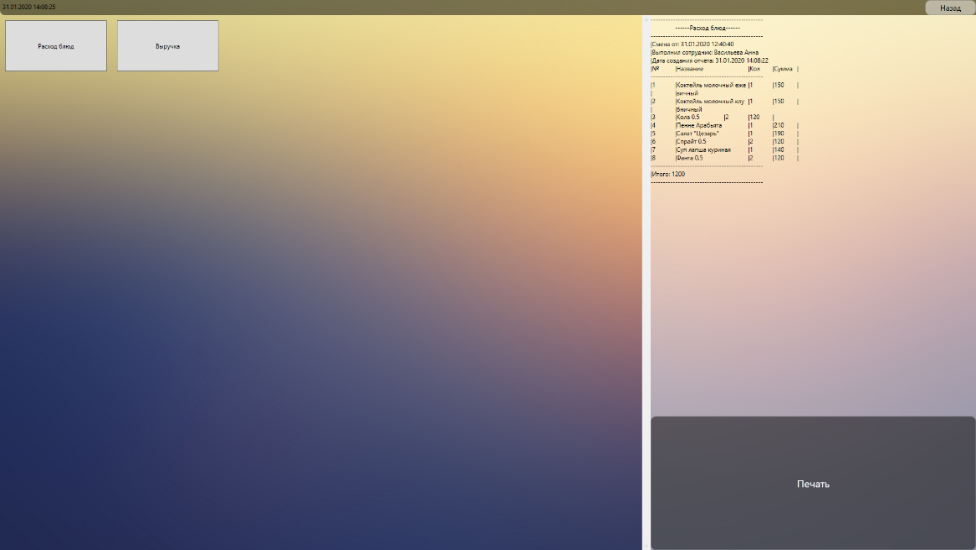 31.01.2020 14:08:25
Назад
Расход блюд
Выручка
------Расход блюд------
Смена от: 31.01.2020 12:40:40
|Выполнил сотрудник: Васильева Анна
|Дата создания отчета: 31.01.2020 14:08:22
|№ |Название |Кол |Сумма |
|1 |Коктейль молочный еже |1 |150 |
| |вичный
|2 |Коктейль молочный клу |1 |150 |
| |бничный
|3 |Кола 0.5 |2 |120 |
|4 |Пенне Арабьята |1 |210 |
|5 |Салат "Цезарь" |1 |190 |
|6 |Спрайт 0.5 |2 |120 |
|7 |Суп лапша куриная |1 |140 |
|8 |Фанта 0.5 |2 |120 |
|Итого: 1200
Печать